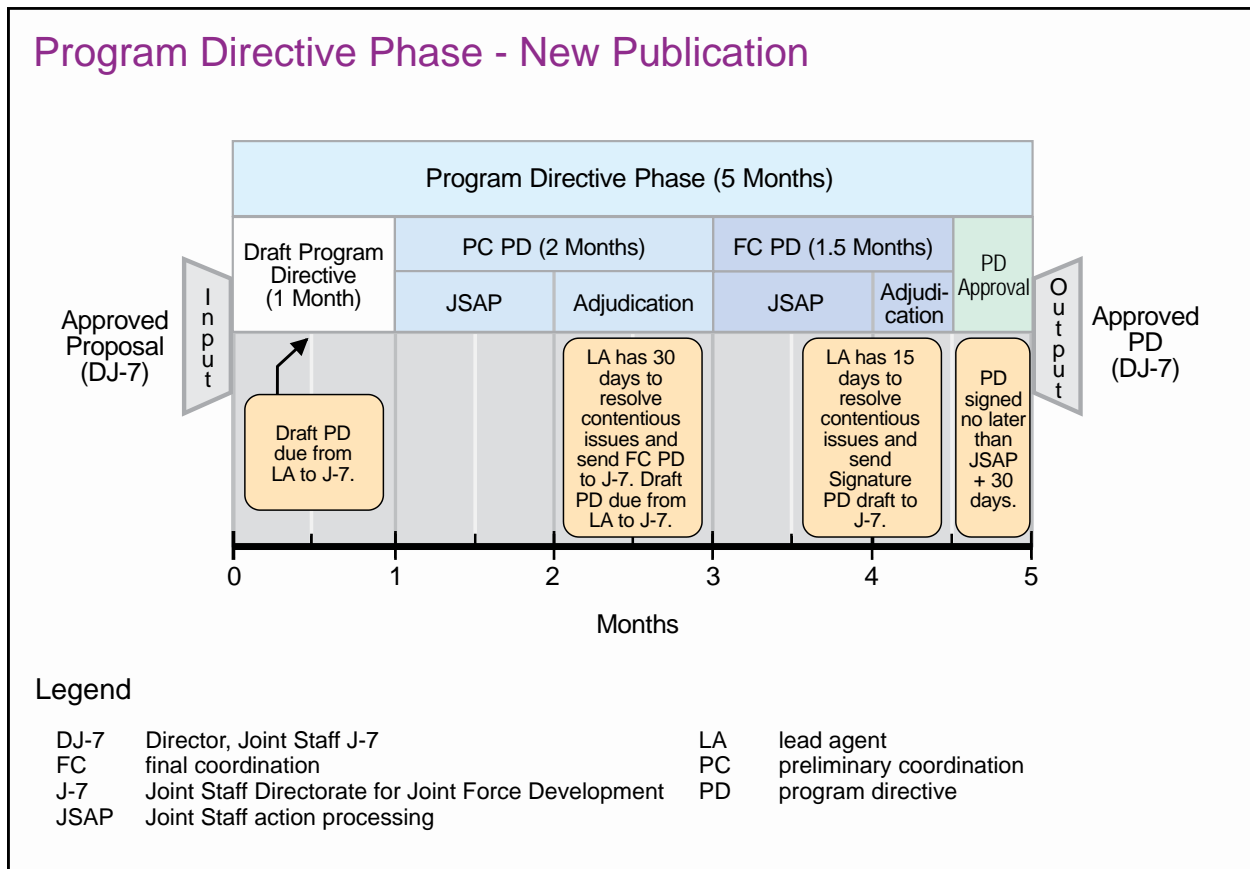 Program Directive Phase - New Publication
Program Directive Phase (5 Months)
Draft Program
Directive
(1 Month)
PC PD (2 Months)
FC PD (1.5 Months)
PD
Approval
JSAP
Adjudication
JSAP
Adjudi-
cation
Approved
Proposal
(DJ-7)
Input
Output
Approved
PD
(DJ-7)
Draft PD
due from
LA to J-7.
LA has 30
days to
resolve
contentious
issues and
send FC PD
to J-7. Draft
PD due from
LA to J-7.
LA has 15
days to
resolve
contentious
issues and
send
Signature
PD draft to
J-7.
PD
signed
no later
than
JSAP
+ 30
days.
0 1 2 3 4 5
Months
Legend
DJ-7 Director, Joint Staff J-7
FC final coordination
J-7 Joint Staff Directorate for Joint Force Development
JSAP Joint Staff action processing
LA lead agent
PC preliminary coordination
PD program directive